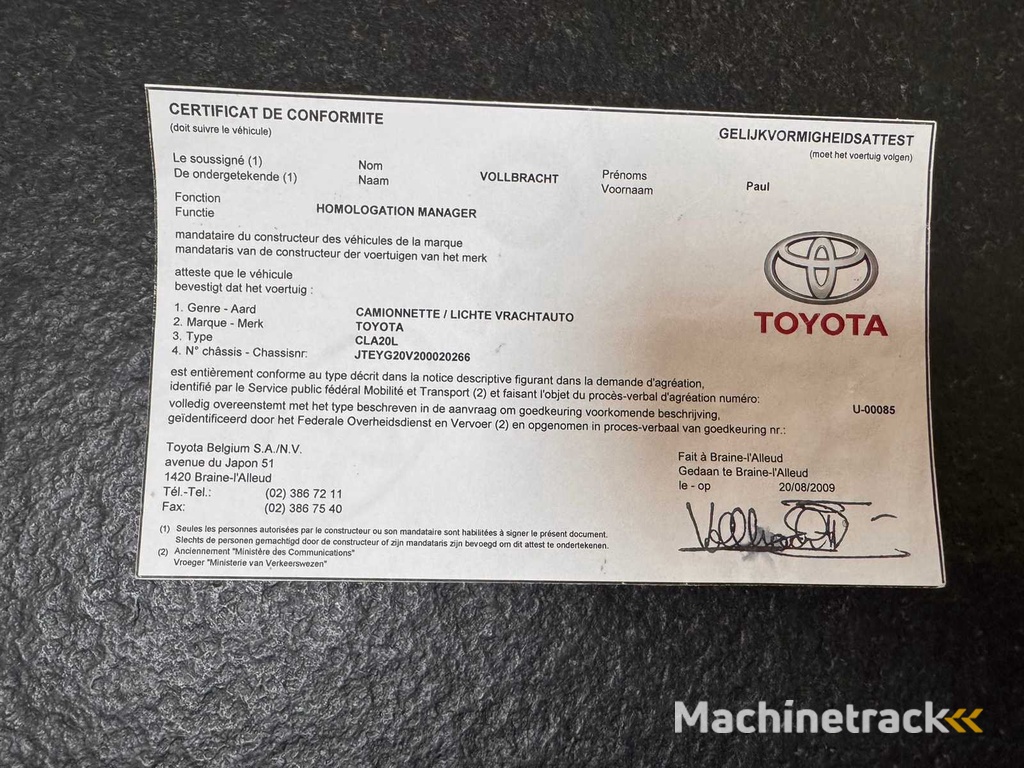 CERTIFICAT DE CONFORMITE
(doit suivre le véhicule)
GELIJKVORMIGHEIDSATTEST
(moet het voertuig volgen)
Le soussigné (1) Nom Prénoms
De ondergetekende (1) Naam VOLLBRACHT Voornaam Paul
Fonction
Functie HOMOLOGATION MANAGER
mandataire du constructeur des véhicules de la marque
mandataris van de constructeur der voertuigen van het merk
atteste que le véhicule
bevestigt dat het voertuig :
TOYOTA
1. Genre - Aard CAMIONNETTE / LICHTE VRACHTAUTO
2. Marque - Merk TOYOTA
3. Type CLA20L
4. N° châssis - Chassisnr: JTEYG20V200020266
est entièrement conforme au type décrit dans la notice descriptive figurant dans la demande d'agréation,
identifié par le Service public fédéral Mobilité et Transport (2) et faisant l'objet du procès-verbal d'agréation numéro:
U-00085
volledig overeenstemt met het type beschreven in de aanvraag om goedkeuring voorkomende beschrijving,
geïdentificeerd door het Federale Overheidsdienst en Vervoer (2) en opgenomen in proces-verbaal van goedkeuring nr.:
Toyota Belgium S.A./N.V.
avenue du Japon 51
1420 Braine-l'Alleud
Tél.-Tel.: (02) 386 72 11
Fax: (02) 386 75 40
Fait à Braine-l'Alleud
Gedaan te Braine-l'Alleud
le - op 20/08/2009
(1) Seules les personnes autorisées par le constructeur ou son mandataire sont habilitées à signer le présent document.
Slechts de personen gemachtigd door de constructeur of zijn mandataris zijn bevoegd om dit attest te ondertekenen.
(2) Anciennement "Ministère des Communications"
Vroeger "Ministerie van Verkeerswezen"
Machinetrack